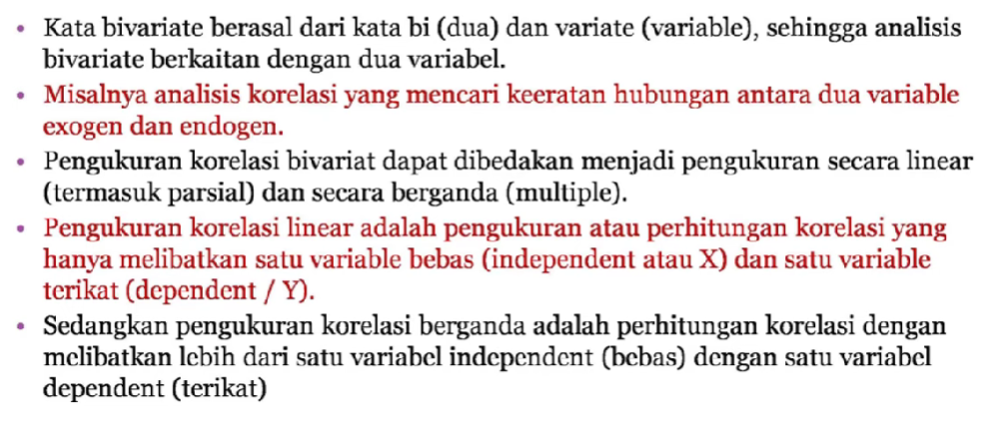 • Kata bivariate berasal dari kata bi (dua) dan variate (variable), sehingga analisis
bivariate berkaitan dengan dua variabel.
• Misalnya analisis korelasi yang mencari keeratan hubungan antara dua variable
exogen dan endogen.
• Pengukuran korelasi bivariat dapat dibedakan menjadi pengukuran secara linear
(termasuk parsial) dan secara berganda (multiple).
• Pengukuran korelasi linear adalah pengukuran atau perhitungan korelasi yang
hanya melibatkan satu variable bebas (independent atau X) dan satu variable
terikat (dependent / Y).
• Sedangkan pengukuran korelasi berganda adalah perhitungan korelasi dengan
melibatkan lebih dari satu variabel independent (bebas) dengan satu variabel
dependent (terikat)